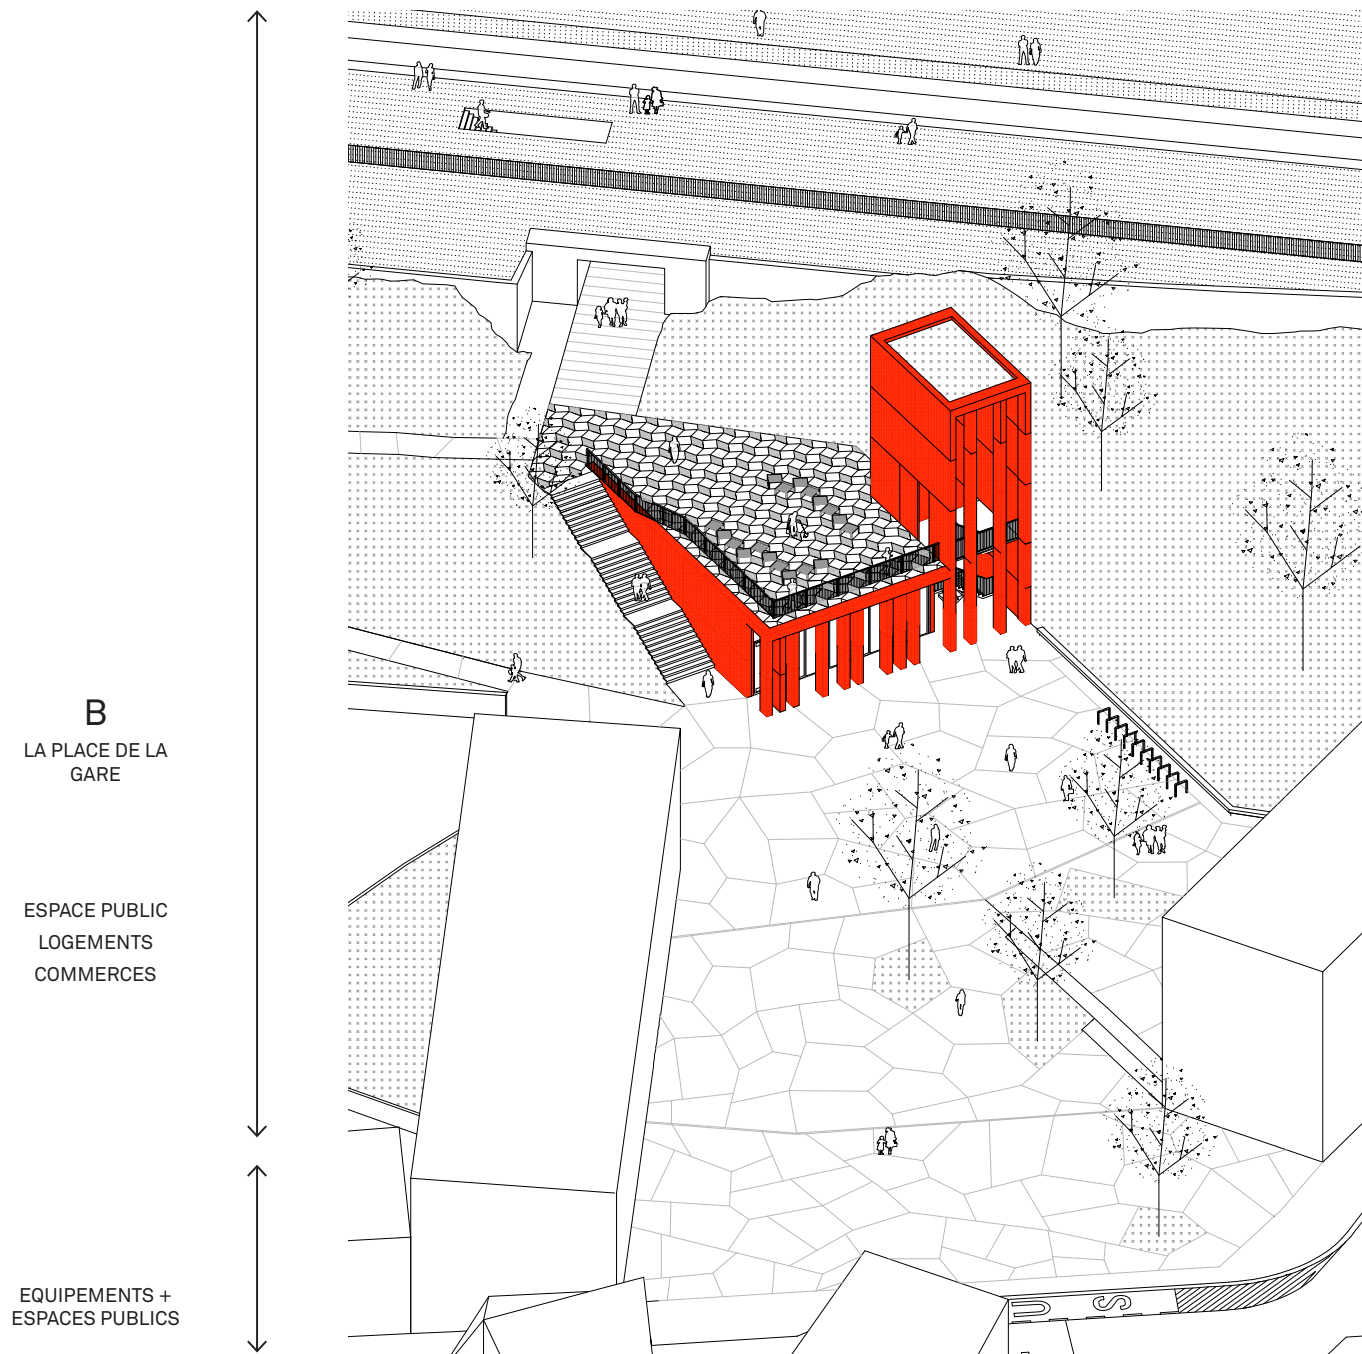 B
LA PLACE DE LA
GARE
ESPACE PUBLIC
LOGEMENTS
COMMERCES
EQUIPEMENTS +
ESPACES PUBLICS